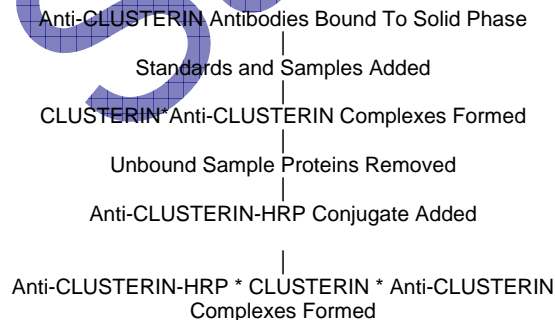 Anti-CLUSTERIN Antibodies Bound To Solid Phase
Standards and Samples Added
CLUSTERIN*Anti-CLUSTERIN Complexes Formed
Unbound Sample Proteins Removed
Anti-CLUSTERIN-HRP Conjugate Added
Anti-CLUSTERIN-HRP * CLUSTERIN * Anti-CLUSTERIN
Complexes Formed